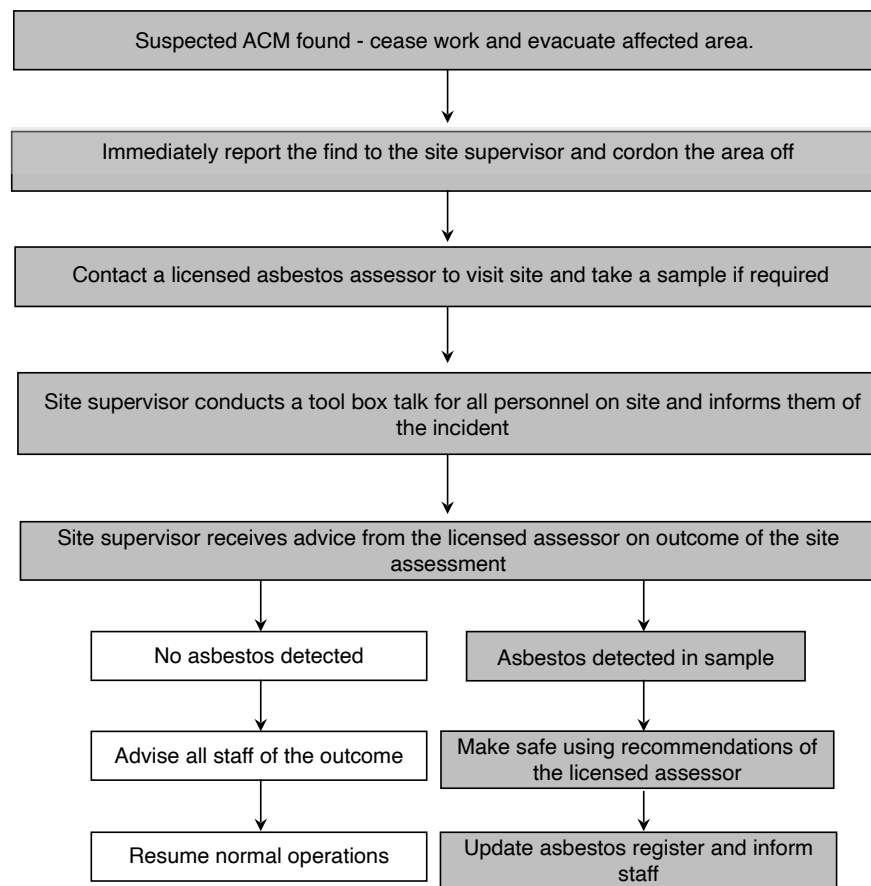 Suspected ACM found - cease work and evacuate affected area.
Immediately report the find to the site supervisor and cordon the area off
Contact a licensed asbestos assessor to visit site and take a sample if required
Site supervisor conducts a tool box talk for all personnel on site and informs them of
the incident
Site supervisor receives advice from the licensed assessor on outcome of the site
assessment
No asbestos detected
Asbestos detected in sample
Advise all staff of the outcome
Make safe using recommendations of
the licensed assessor
Resume normal operations
Update asbestos register and inform
staff